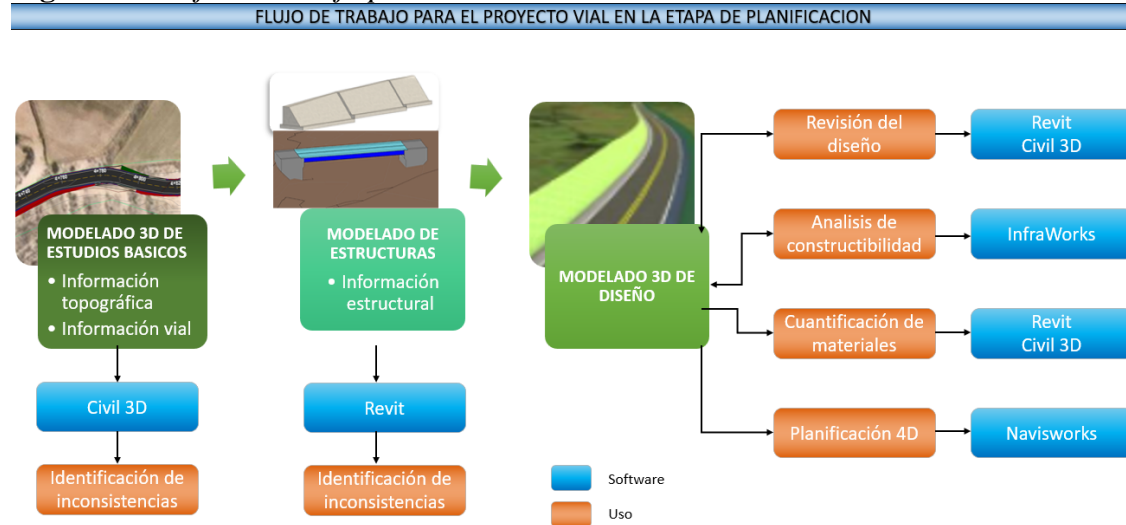 FLUJO DE TRABAJO PARA EL PROYECTO VIAL EN LA ETAPA DE PLANIFICACION
MODELADO 3D DE
ESTUDIOS BASICOS
• Información
topográfica
• Información vial
Civil 3D
Identificación de
inconsistencias
MODELADO DE
ESTRUCTURAS
• Información
estructural
Revit
Identificación de
inconsistencias
MODELADO 3D DE
DISEÑO
Revisión del
diseño
Revit
Civil 3D
Analisis de
constructibilidad
InfraWorks
Cuantificación de
materiales
Revit
Civil 3D
Planificación 4D
Navisworks
Software
Uso